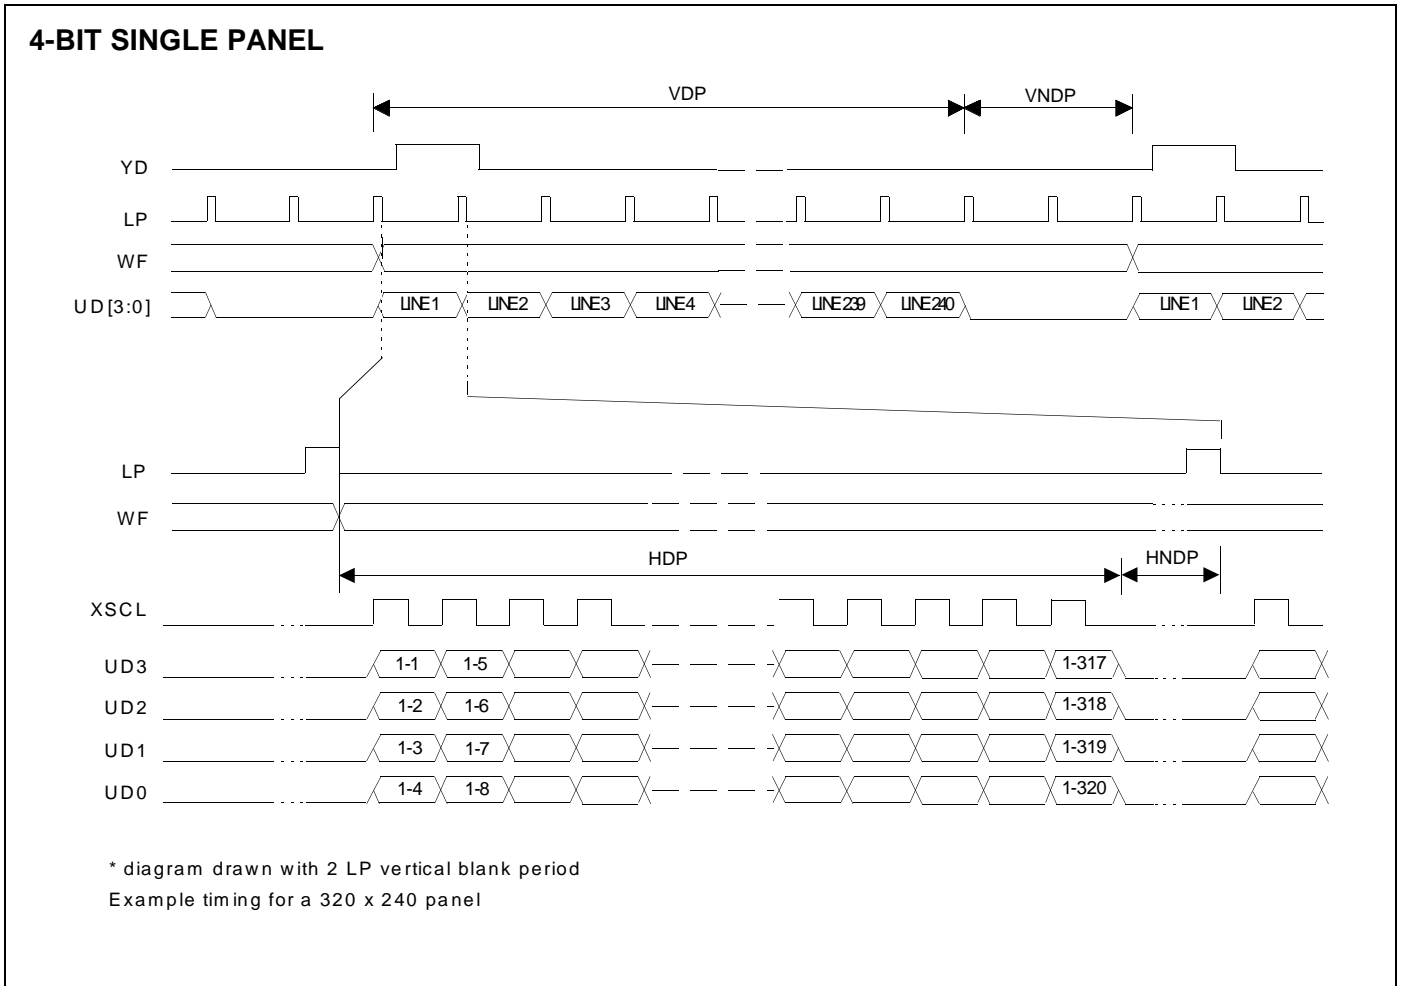 4-BIT SINGLE PANEL
VDP VNDP
YD
LP
WF
UD[3:0] LINE1 LINE2 LINE3 LINE4 LINE239 LINE240 LINE1 LINE2
LP
WF
HDP HNDP
XSCL
UD3 1-1 1-5 1-317
UD2 1-2 1-6 1-318
UD1 1-3 1-7 1-319
UD0 1-4 1-8 1-320
* diagram drawn with 2 LP vertical blank period
Example timing for a 320 x 240 panel